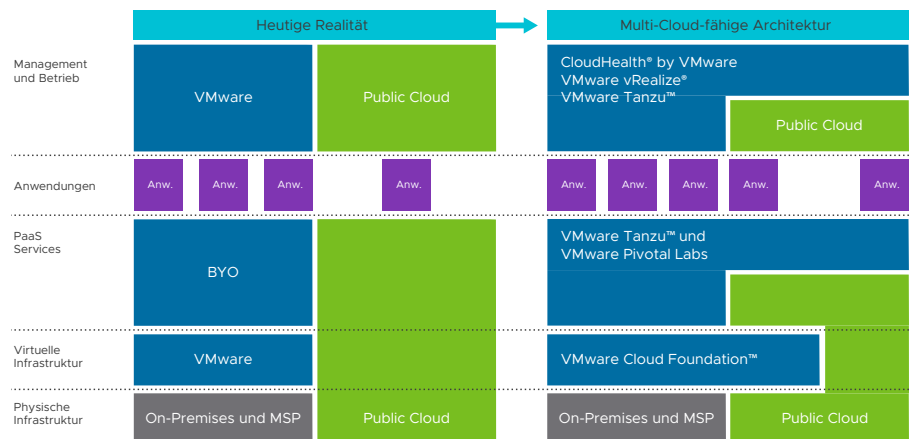 Heutige Realität
Multi-Cloud-fähige Architektur
Management
und Betrieb
VMware
Public Cloud
CloudHealth® by VMware
VMware vRealize®
VMware Tanzu™
Public Cloud
Anwendungen
Anw.
Anw.
Anw.
Anw.
Anw.
Anw.
Anw.
Anw.
Anw.
PaaS
Services
BYO
VMware Tanzu™ und
VMware Pivotal Labs
Virtuelle
Infrastruktur
VMware
VMware Cloud Foundation™
Physische
Infrastruktur
On-Premises und MSP
Public Cloud
On-Premises und MSP
Public Cloud